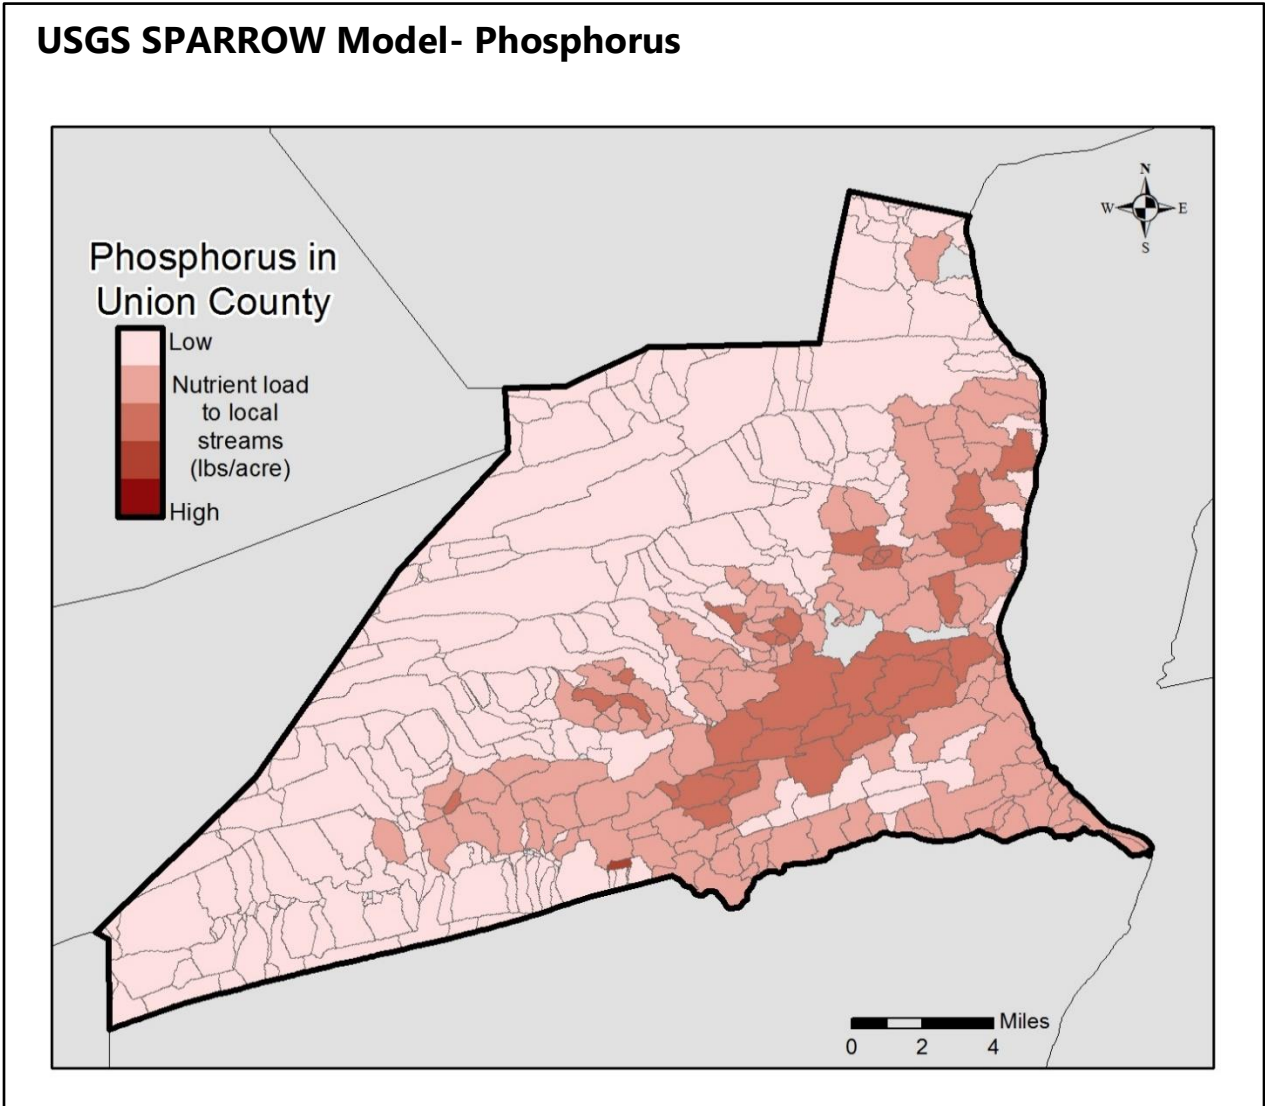 USGS SPARROW Model- Phosphorus
N
W
E
S
Phosphorus in
Union County
Low
Nutrient load
to local
streams
(lbs/acre)
High
Miles
0
2
4